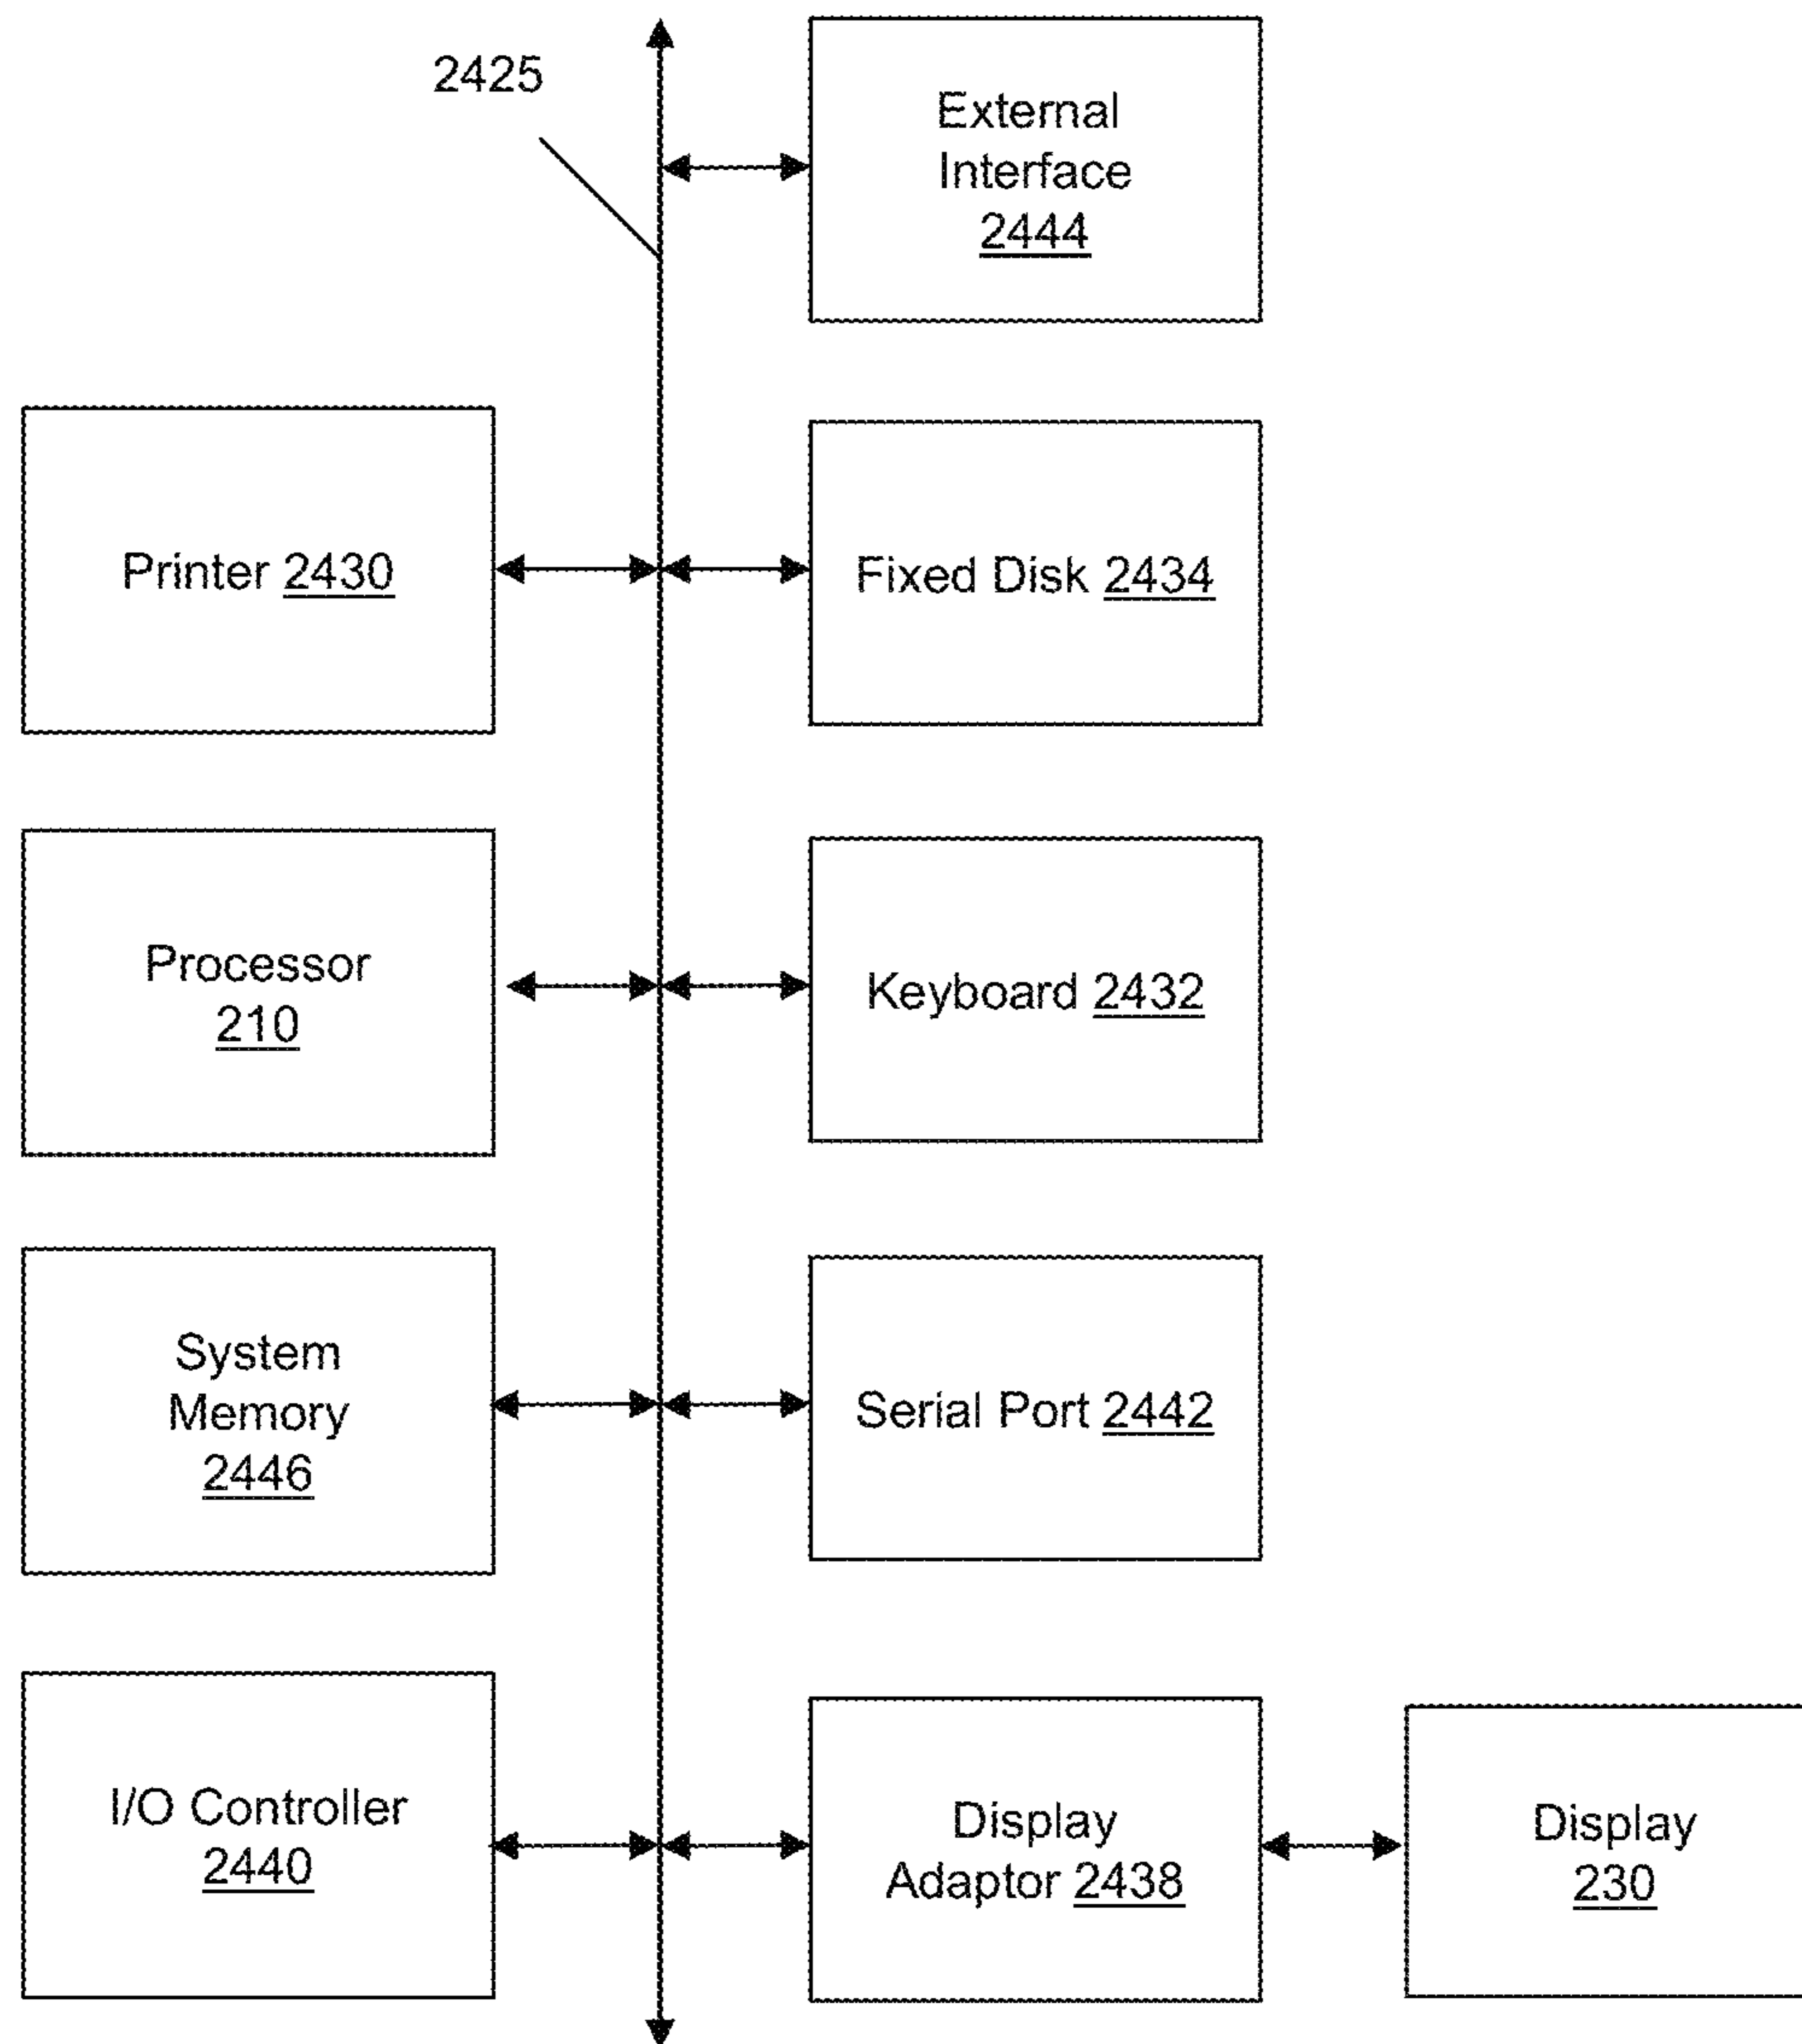 2425
External
Interface
2444
Printer 2430
Fixed Disk 2434
Processor
210
Keyboard 2432
System
Memory
2446
Serial Port 2442
I/O Controller
2440
Display
Adaptor 2438
Display
230